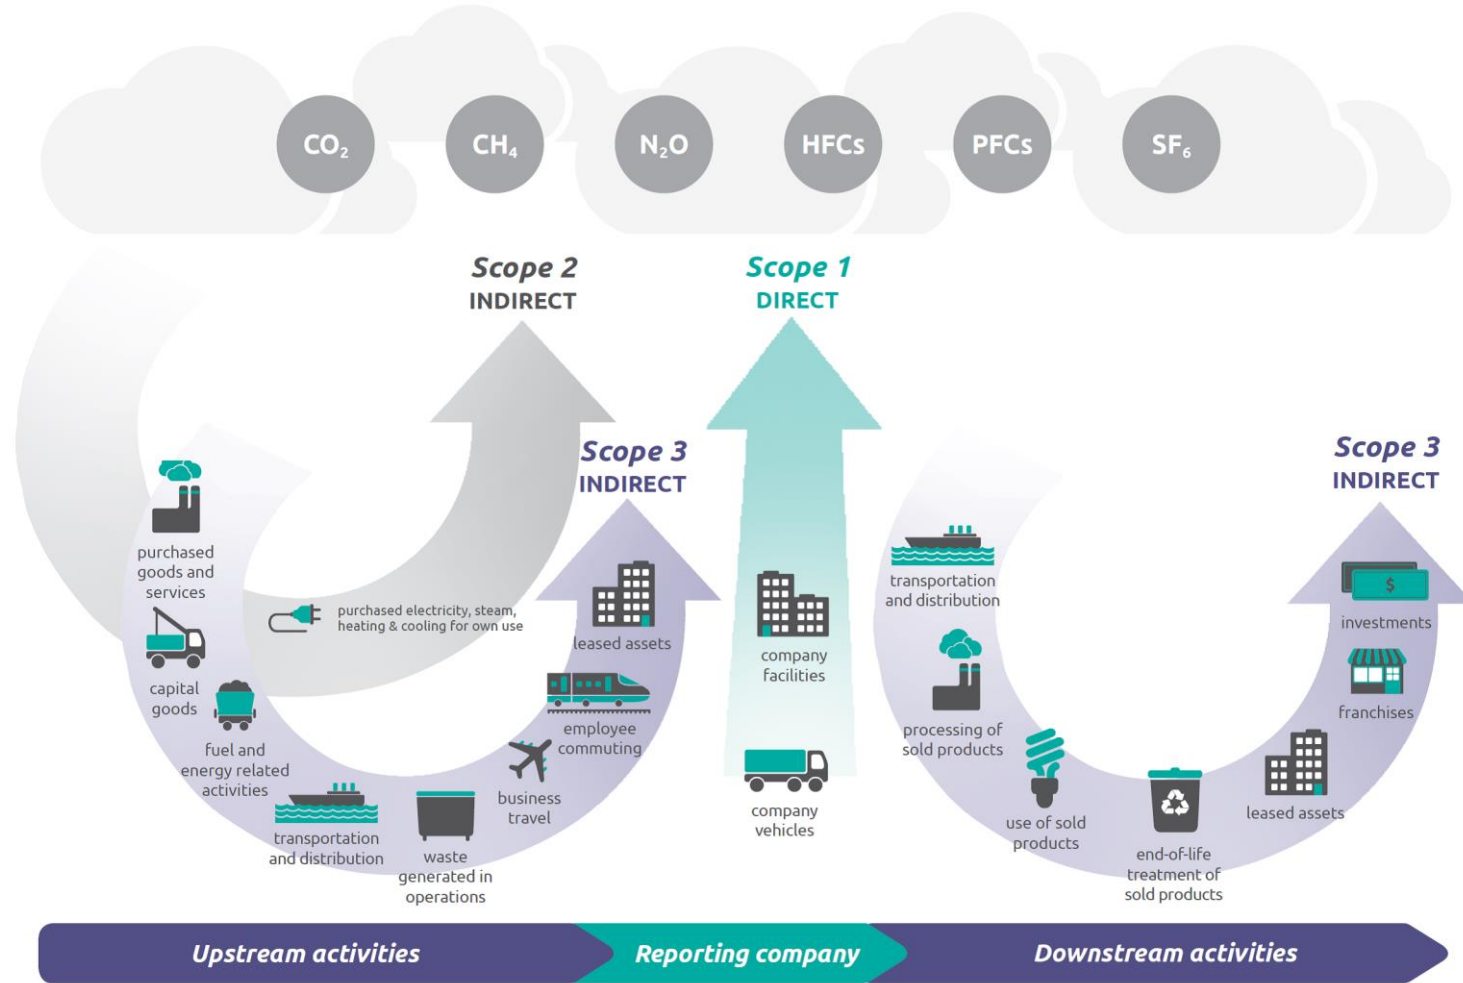 CO₂
CH₄
N₂O
HFCs
PFCs
SF₆
Scope 2
INDIRECT
Scope 1
DIRECT
Scope 3
INDIRECT
Scope 3
INDIRECT
purchased
goods and
services
capital
goods
fuel and
energy related
activities
transportation
and distribution
waste
generated in
operations
business
travel
employee
commuting
leased assets
purchased electricity, steam,
heating & cooling for own use
company
facilities
company
vehicles
transportation
and distribution
processing of
sold products
use of sold
products
end-of-life
treatment of
sold products
leased assets
franchises
$
investments
Upstream activities
Reporting company
Downstream activities